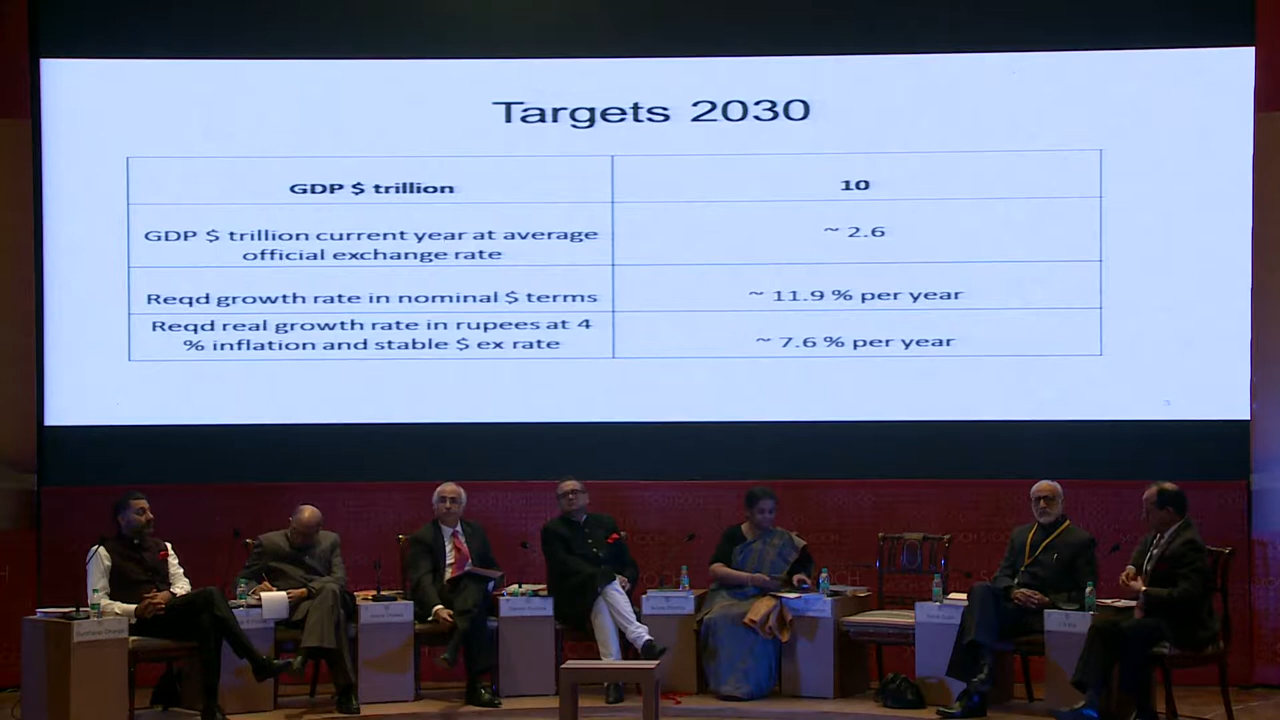 Targets 2030
GDP $ trillion
10
GDP $ trillion current year at average
official exchange rate
~ 2.6
Reqd growth rate in nominal $ terms
~ 11.9 % per year
Reqd real growth rate in rupees at 4
% inflation and stable $ ex rate
~ 7.6 % per year